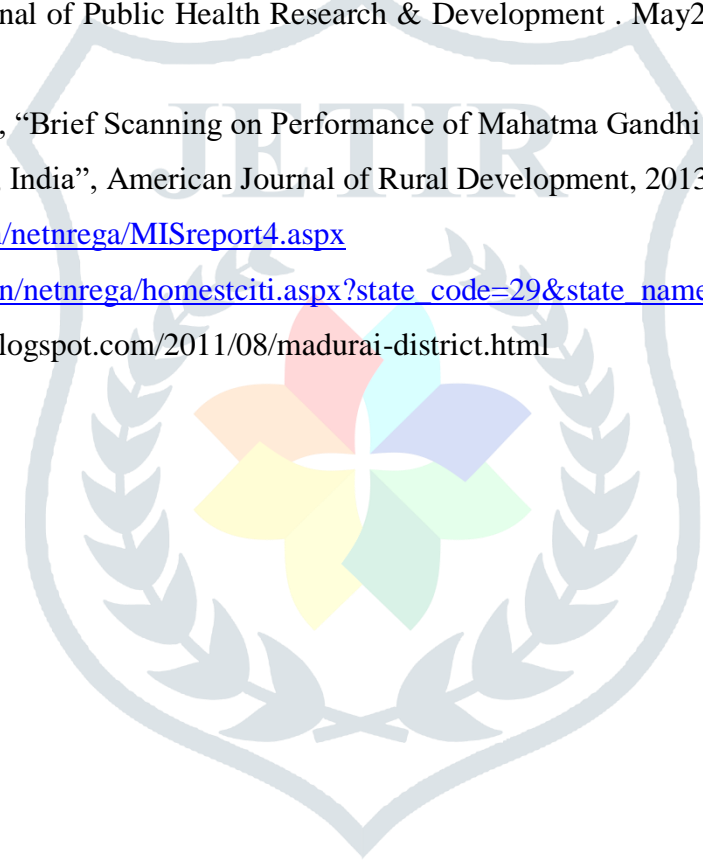 nal of Public Health Research & Development . May2
, “Brief Scanning on Performance of Mahatma Gandhi
India”, American Journal of Rural Development, 2013
/netnrega/MISreport4.aspx
n/netnrega/homestciti.aspx?state_code=29&state_name
logspot.com/2011/08/madurai-district.html
JETIR